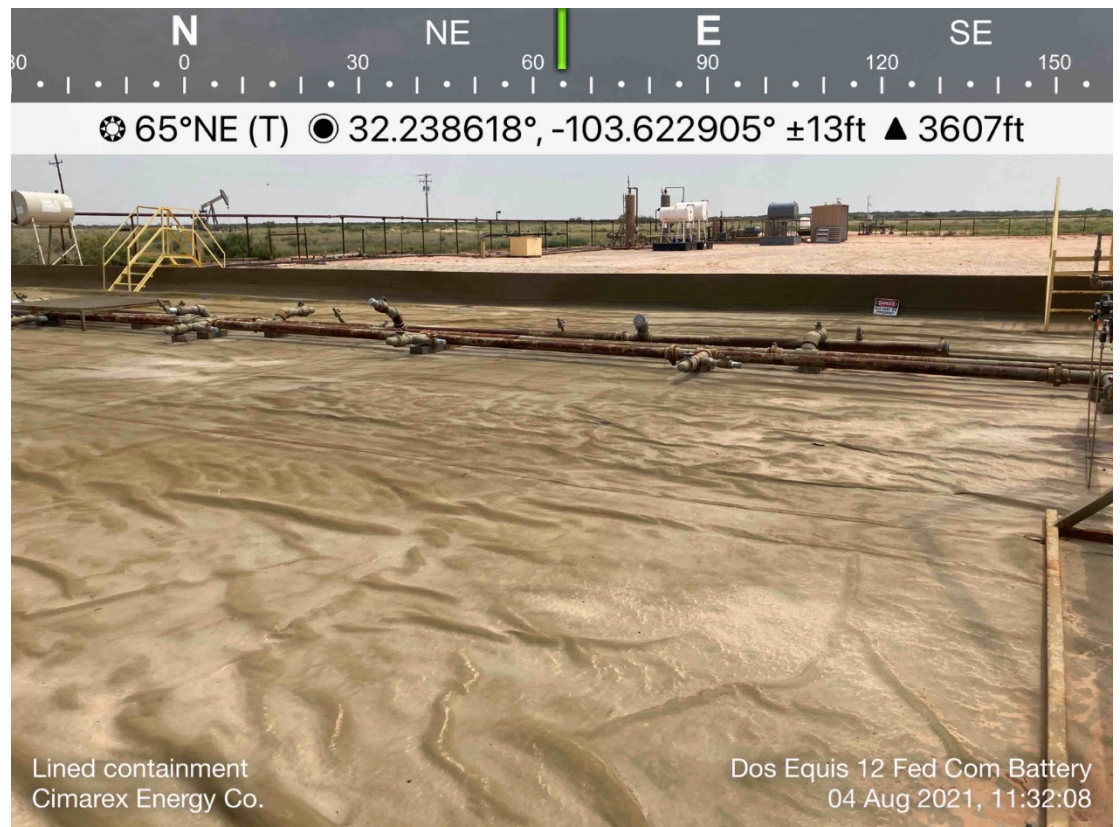 N NE E SE
30 0 30 60 90 120 150
65°NE (T) 32.238618°, -103.622905° ±13ft ▲ 3607ft
DANGER
Lined containment
Cimarex Energy Co.
Dos Equis 12 Fed Com Battery
04 Aug 2021, 11:32:08